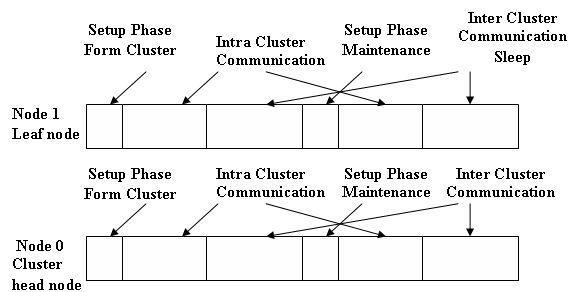 Setup Phase
Form Cluster
Intra Cluster
Communication
Setup Phase
Maintenance
Inter Cluster
Communication
Sleep
Node 1
Leaf node
Setup Phase
Form Cluster
Intra Cluster
Communication
Setup Phase
Maintenance
Inter Cluster
Communication
Node 0
Cluster
head node